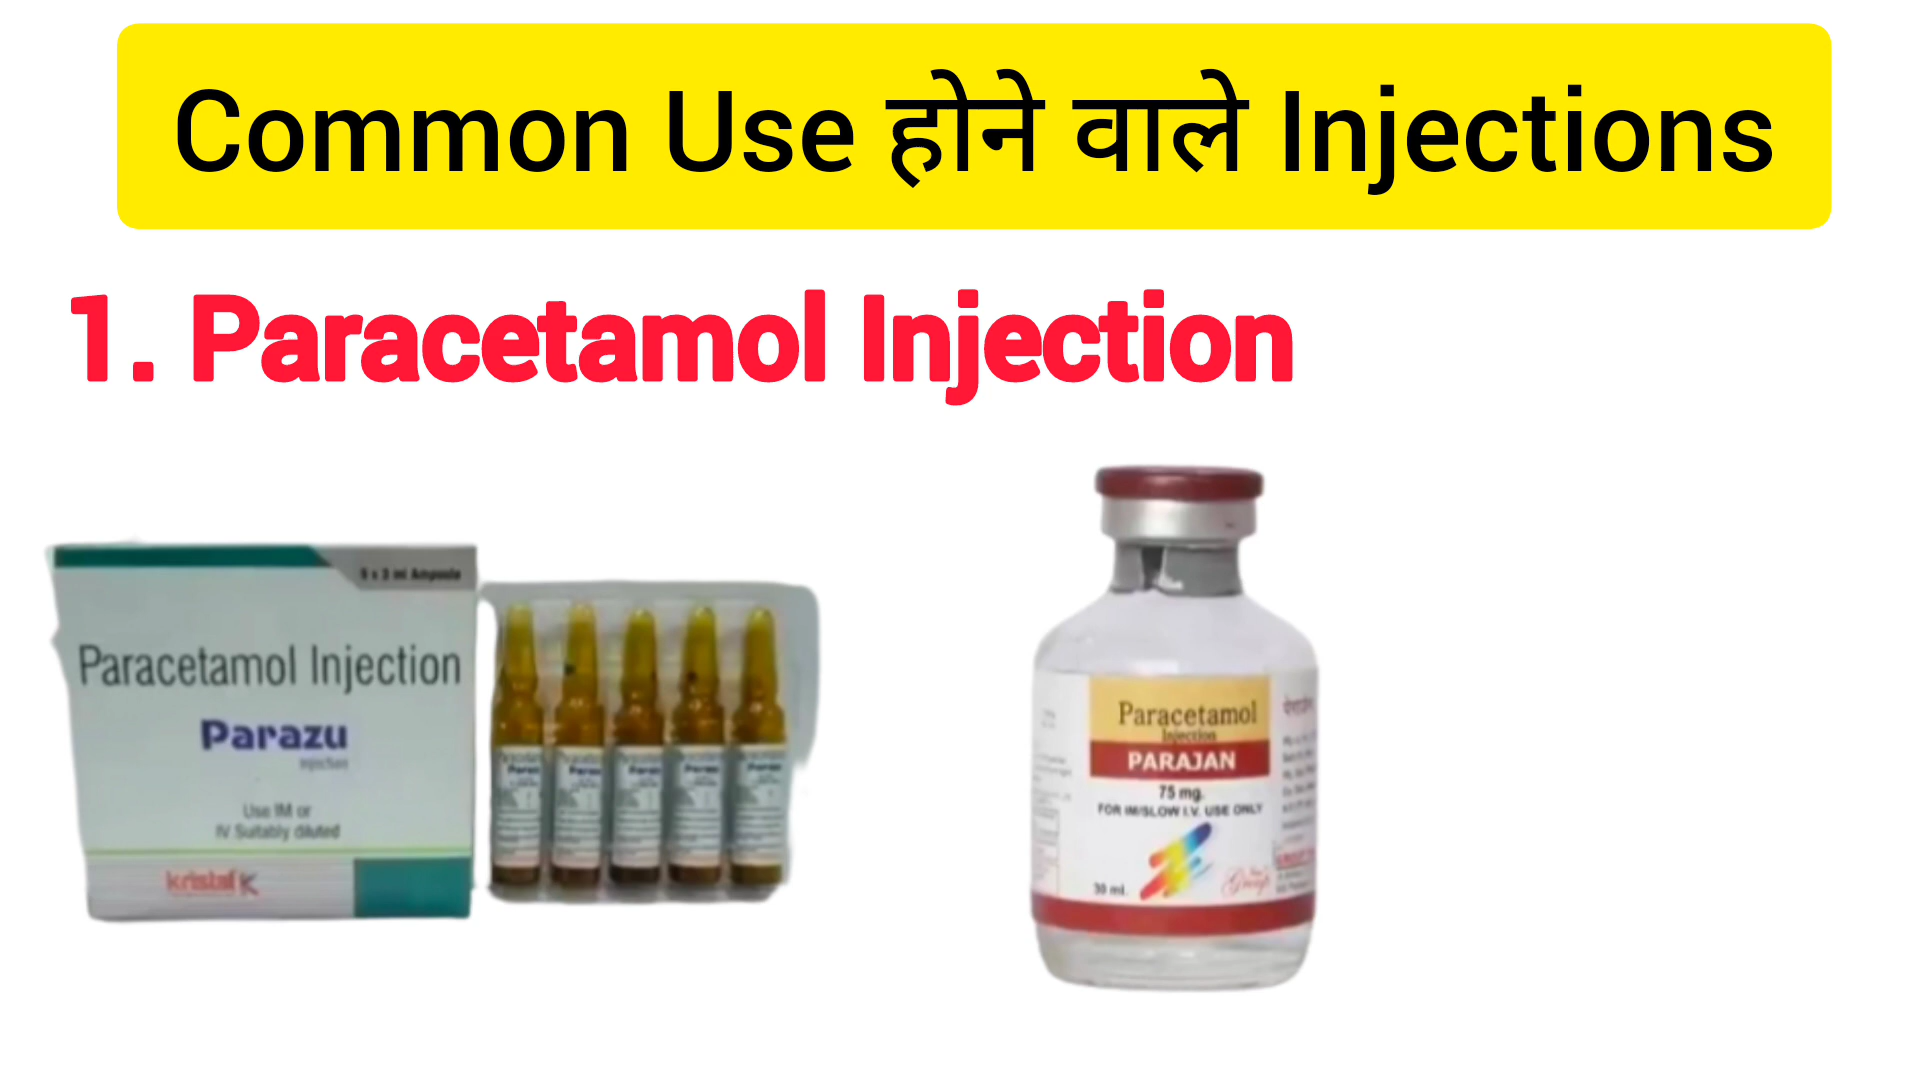 Common Use होने वाले Injections
1. Paracetamol Injection
Paracetamol Injection
Parazu
Injection
Use IM or
IV Suitably diluted
kristal K
Paracetamol
Injection
PARAJAN
75 mg.
FOR IM/SLOW I.V. USE ONLY
30 ml.